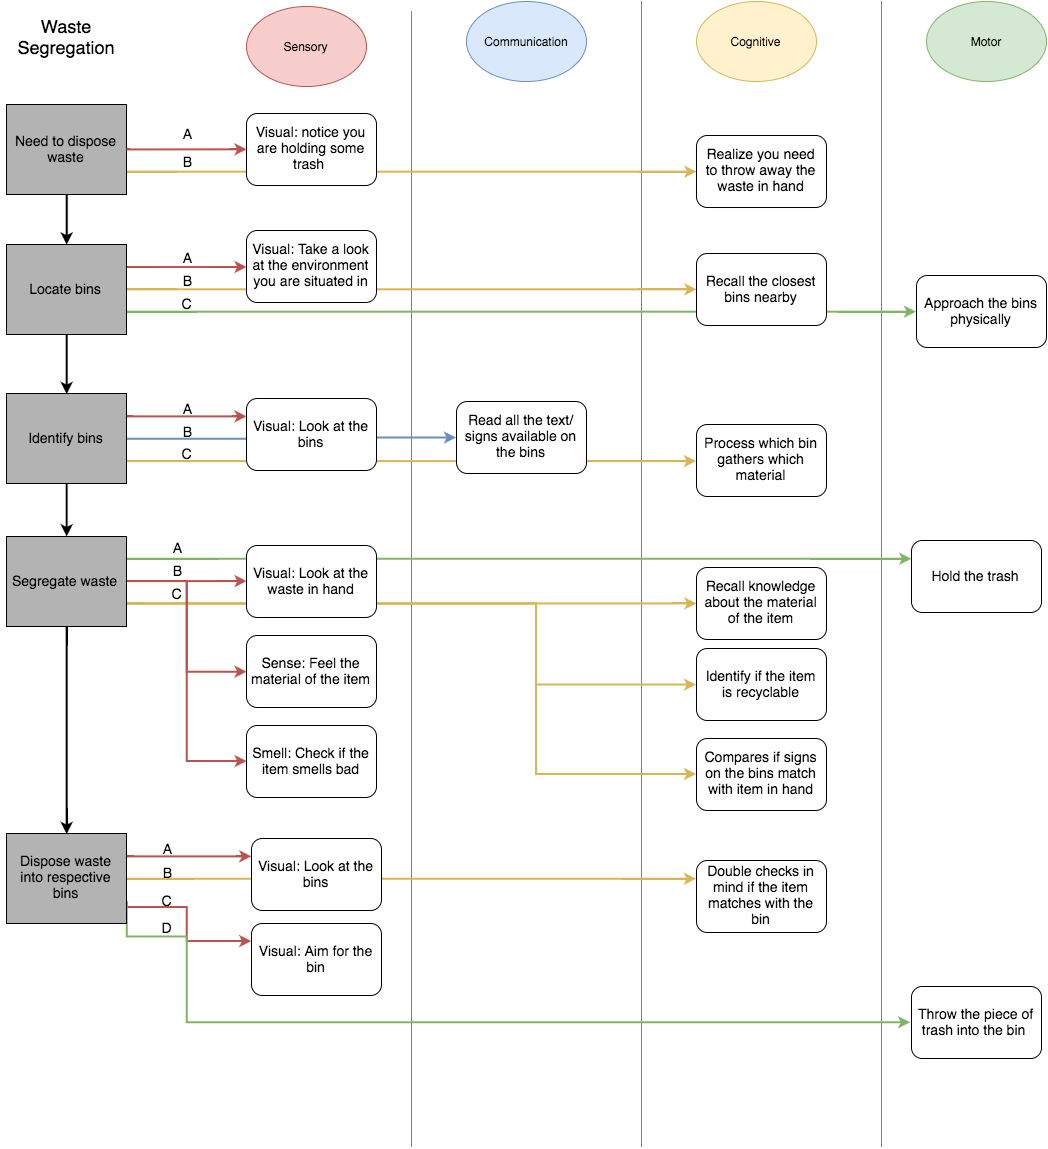 Waste
Segregation
Sensory
Communication
Cognitive
Motor
Need to dispose
waste
A
B
Visual: notice you
are holding some
trash
Realize you need
to throw away the
waste in hand
Locate bins
A
B
C
Visual: Take a look
at the environment
you are situated in
Recall the closest
bins nearby
Approach the bins
physically
Identify bins
A
B
C
Visual: Look at the
bins
Read all the text/
signs available on
the bins
Process which bin
gathers which
material
Segregate waste
A
B
C
Visual: Look at the
waste in hand
Sense: Feel the
material of the item
Smell: Check if the
item smells bad
Recall knowledge
about the material
of the item
Identify if the item
is recyclable
Compares if signs
on the bins match
with item in hand
Hold the trash
Dispose waste
into respective
bins
A
B
C
D
Visual: Look at the
bins
Visual: Aim for the
bin
Double checks in
mind if the item
matches with the
bin
Throw the piece of
trash into the bin